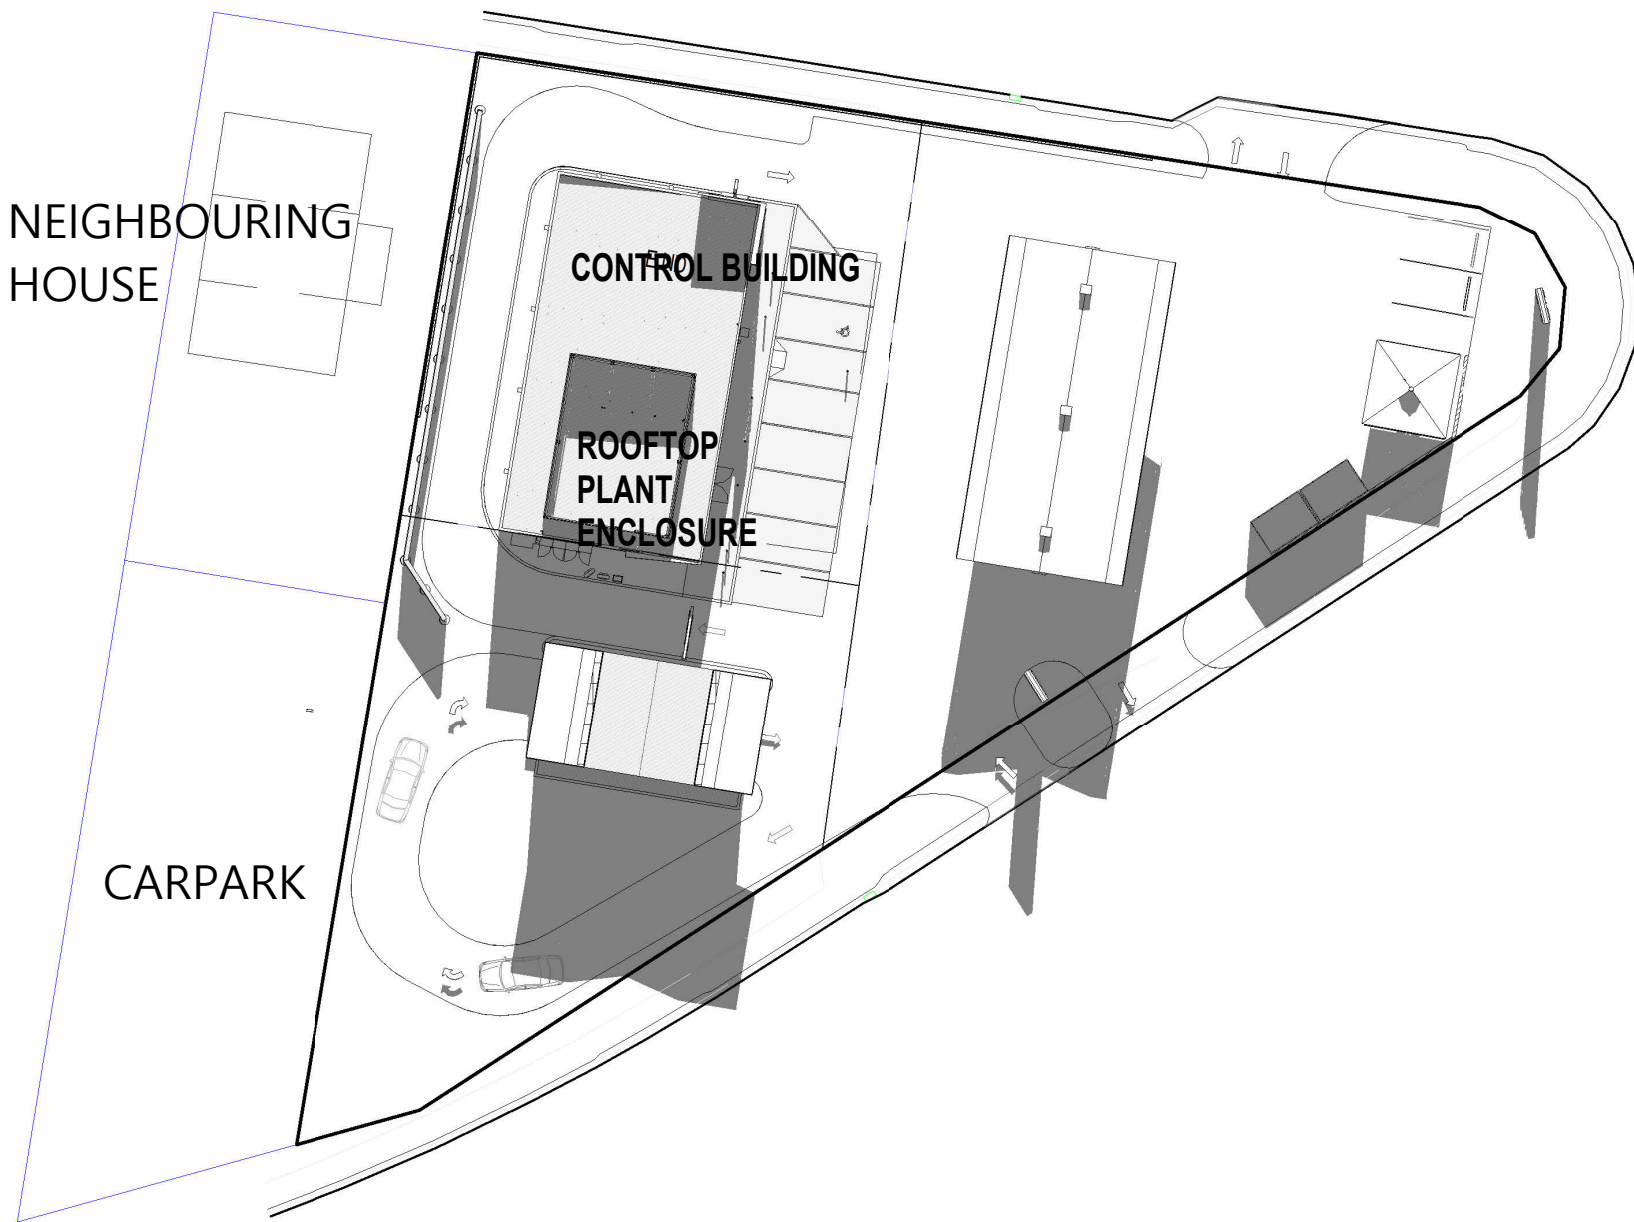 NEIGHBOURING
HOUSE
CONTROL BUILDING
ROOFTOP
PLANT
ENCLOSURE
CARPARK